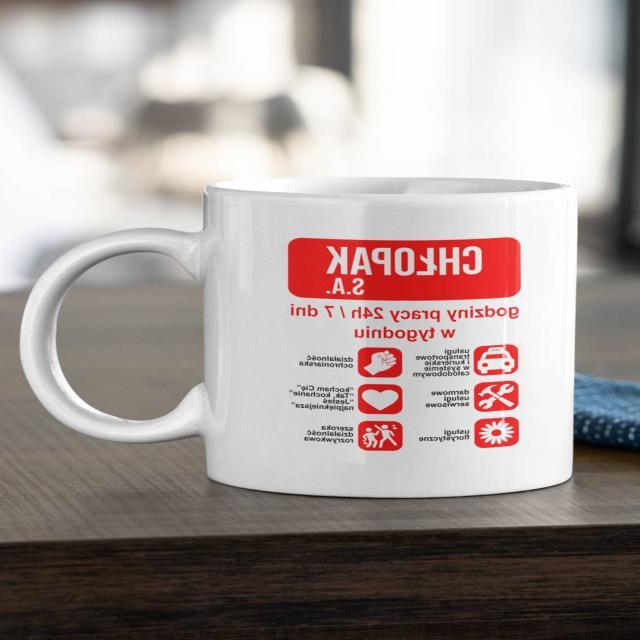 CHŁOPAK
S.A.
godziny pracy 24h / 7 dni
w tygodniu
usługi
transportowe
i kurierskie
w systemie
całodobowym
działalność
ochroniarska
darmowe
usługi
serwisowe
"kocham Cię"
"Tak, kochanie"
"Jesteś
najpiękniejsza"
usługi
florystyczne
szeroka
działalność
rozrywkowa